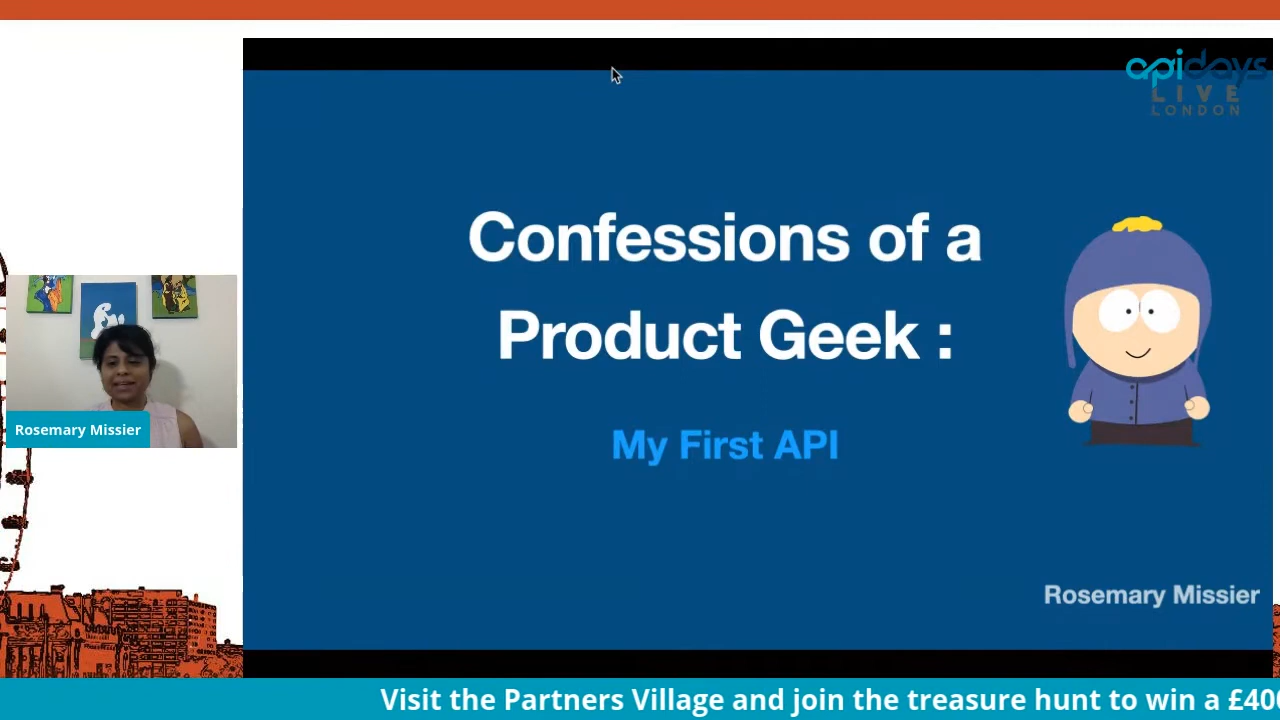 apidays
LIVE
LONDON
Confessions of a
Product Geek :
My First API
Rosemary Missier
Rosemary Missier
Visit the Partners Village and join the treasure hunt to win a £400